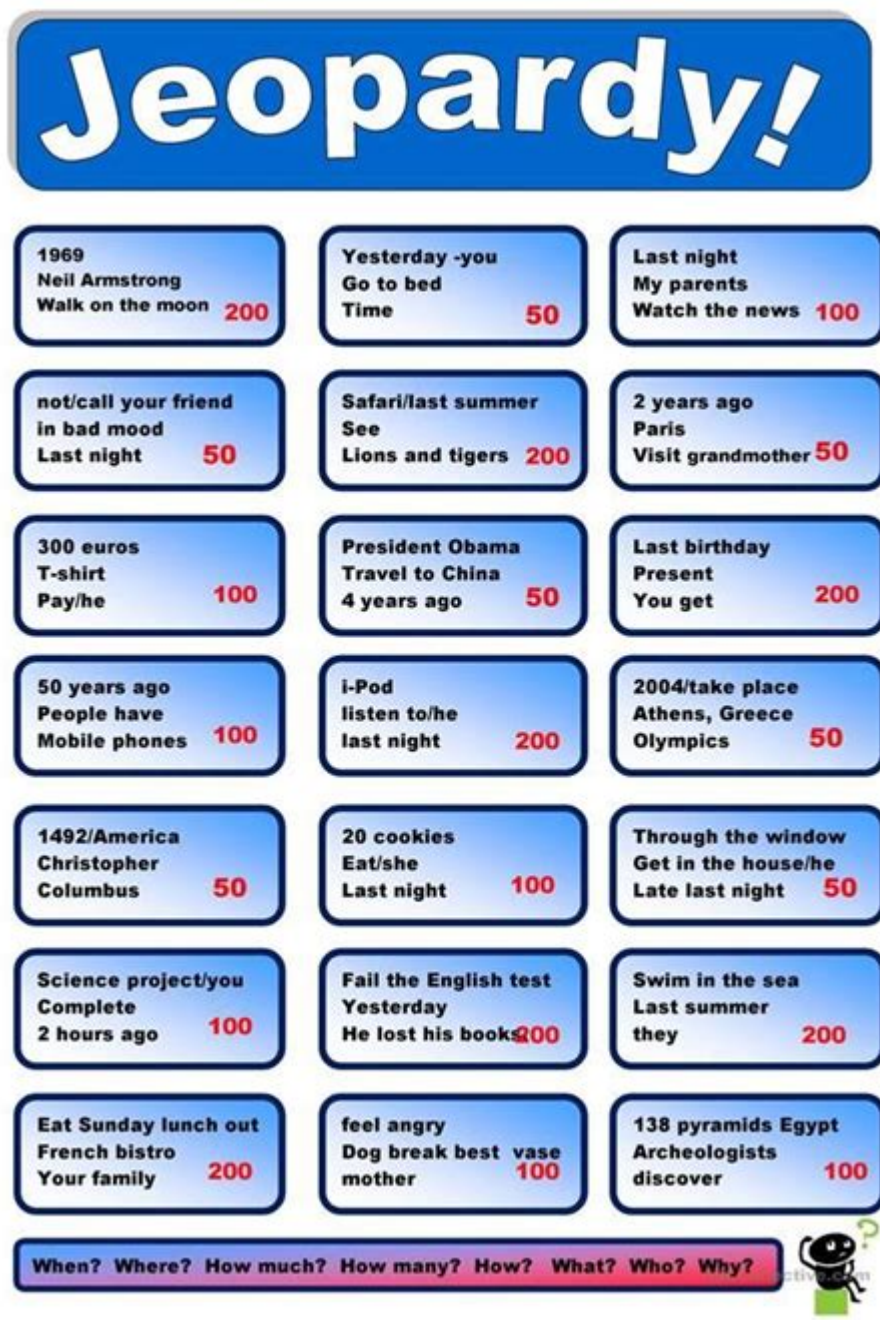 Jeopardy!
1969
Neil Armstrong
Walk on the moon 200
Yesterday -you
Go to bed
Time 50
Last night
My parents
Watch the news 100
not/call your friend
in bad mood
Last night 50
Safari/last summer
See
Lions and tigers 200
2 years ago
Paris
Visit grandmother 50
300 euros
T-shirt
Pay/he 100
President Obama
Travel to China
4 years ago 50
Last birthday
Present
You get 200
50 years ago
People have
Mobile phones 100
i-Pod
listen to/he
last night 200
2004/take place
Athens, Greece
Olympics 50
1492/America
Christopher
Columbus 50
20 cookies
Eat/she
Last night 100
Through the window
Get in the house/he
Late last night 50
Science project/you
Complete
2 hours ago 100
Fail the English test
Yesterday
He lost his books 200
Swim in the sea
Last summer
they 200
Eat Sunday lunch out
French bistro
Your family 200
feel angry
Dog break best vase
mother 100
138 pyramids Egypt
Archeologists
discover 100
When? Where? How much? How many? How? What? Who? Why?